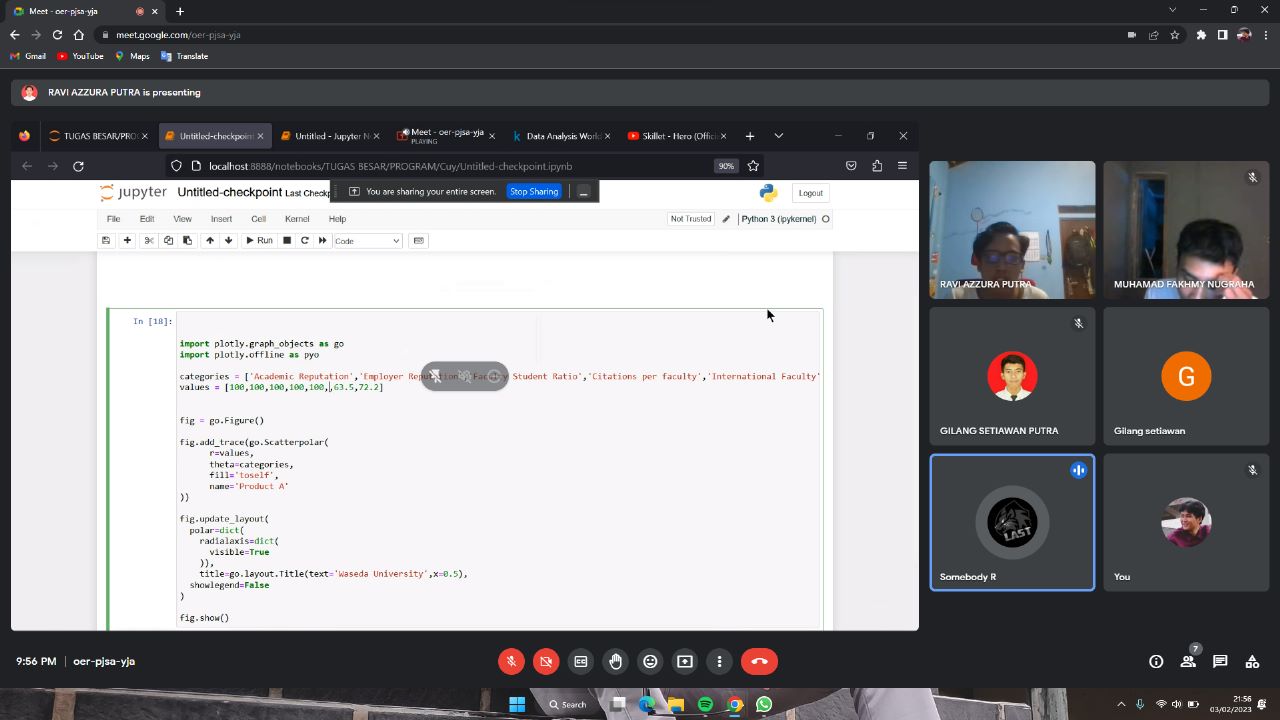 Meet - oer-pjsa-yja
meet.google.com/oer-pjsa-yja
Gmail YouTube Maps Translate
RAVI AZZURA PUTRA is presenting
TUGAS BESAR/PRO Untitled-checkpoint Untitled - Jupyter N Meet - oer-pjsa-yja Data Analysis Work Skillet - Hero (Offici
PLAYING
localhost:8888/notebooks/TUGAS BESAR/PROGRAM/Cuy/Untitled-checkpoint.ipynb 90%
jupyter Untitled-checkpoint Last Checkp You are sharing your entire screen. Stop Sharing Logout
File Edit View Insert Cell Kernel Help Not Trusted Python 3 (ipykernel)
Run Code
In [18]:
import plotly.graph_objects as go
import plotly.offline as pyo
categories = ['Academic Reputation','Employer Reputation','Faculty Student Ratio','Citations per faculty','International Faculty'
values = [100,100,100,100,100,,63.5,72.2]
fig = go.Figure()
fig.add_trace(go.Scatterpolar(
r=values,
theta=categories,
fill='toself',
name='Product A'
))
fig.update_layout(
polar=dict(
radialaxis=dict(
visible=True
)),
title=go.layout.Title(text='Waseda University',x=0.5),
showlegend=False
)
fig.show()
RAVI AZZURA PUTRA
MUHAMAD FAKHMY NUGRAHA
GILANG SETIAWAN PUTRA
G
Gilang setiawan
LAST
Somebody R
You
9:56 PM | oer-pjsa-yja
7
Search
21:56
03/02/2023